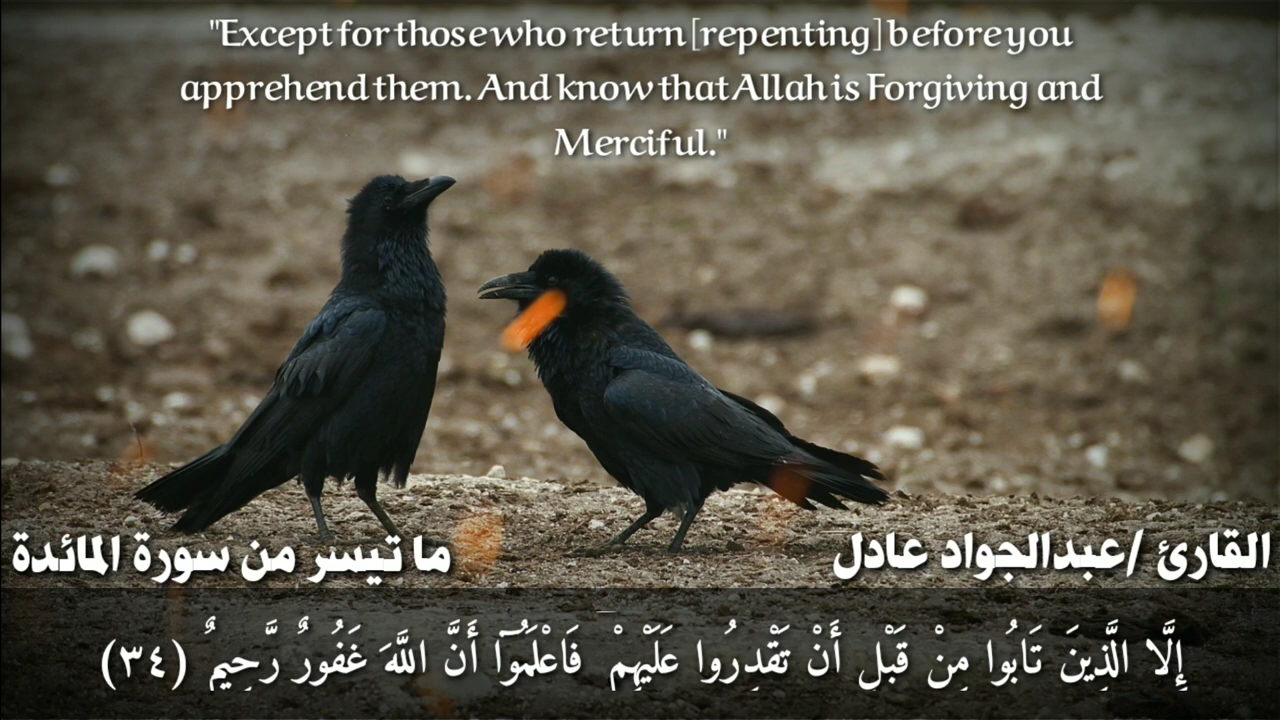 "Except for those who return [repenting] before you
apprehend them. And know that Allah is Forgiving and
Merciful."
القارئ /عبدالجواد عادل
ما تيسر من سورة المائدة
إِلَّا الَّذِينَ تَابُوا مِنْ قَبْلِ أَنْ تَقْدِرُوا عَلَيْهِمْ فَاعْلَمُوٓا أَنَّ اللَّهَ غَفُورٌ رَّحِيمٌ (٣٤)